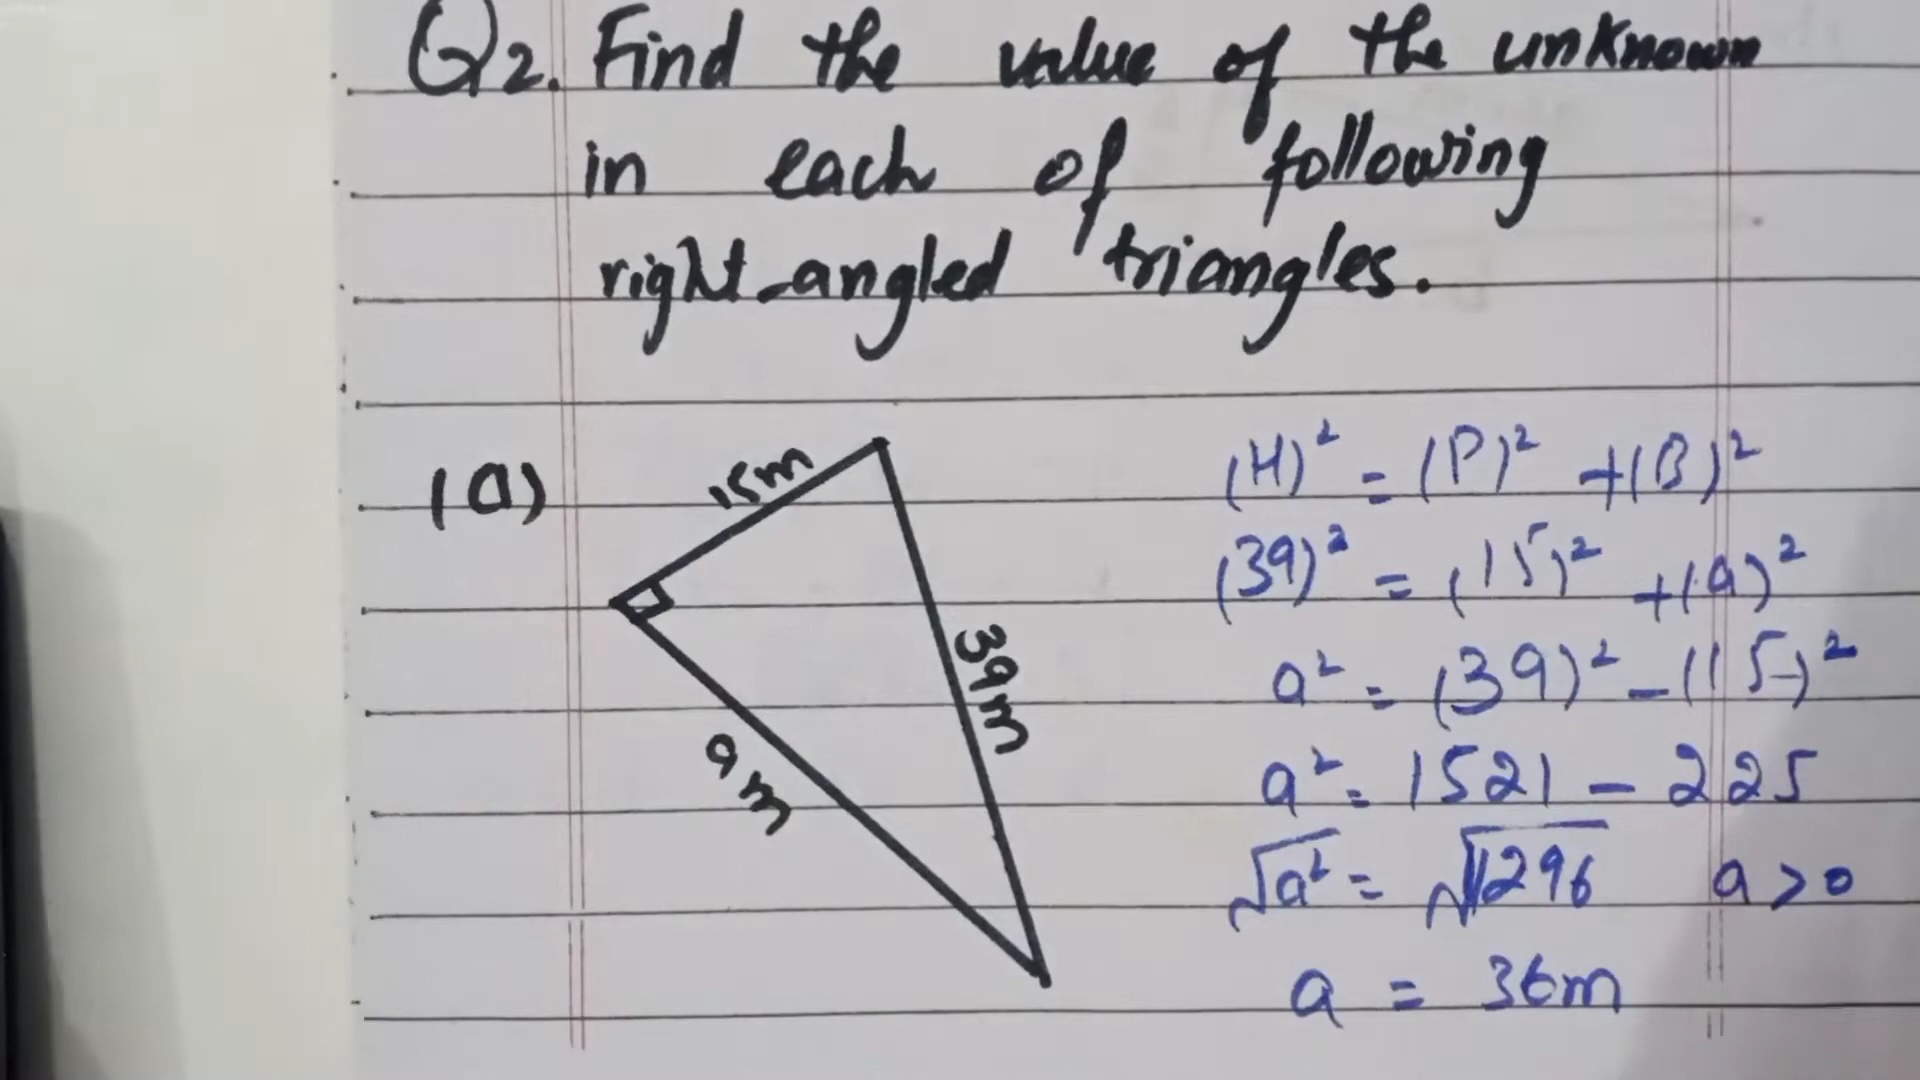 Q2. Find the value of the unknown
in each of following
right-angled triangles.
(a)
15m
39m
a m
(H)² = (P)² + (B)²
(39)² = (15)² + (a)²
a² = (39)² - (15)²
a² = 1521 - 225
√a² = √1296 a > 0
a = 36m